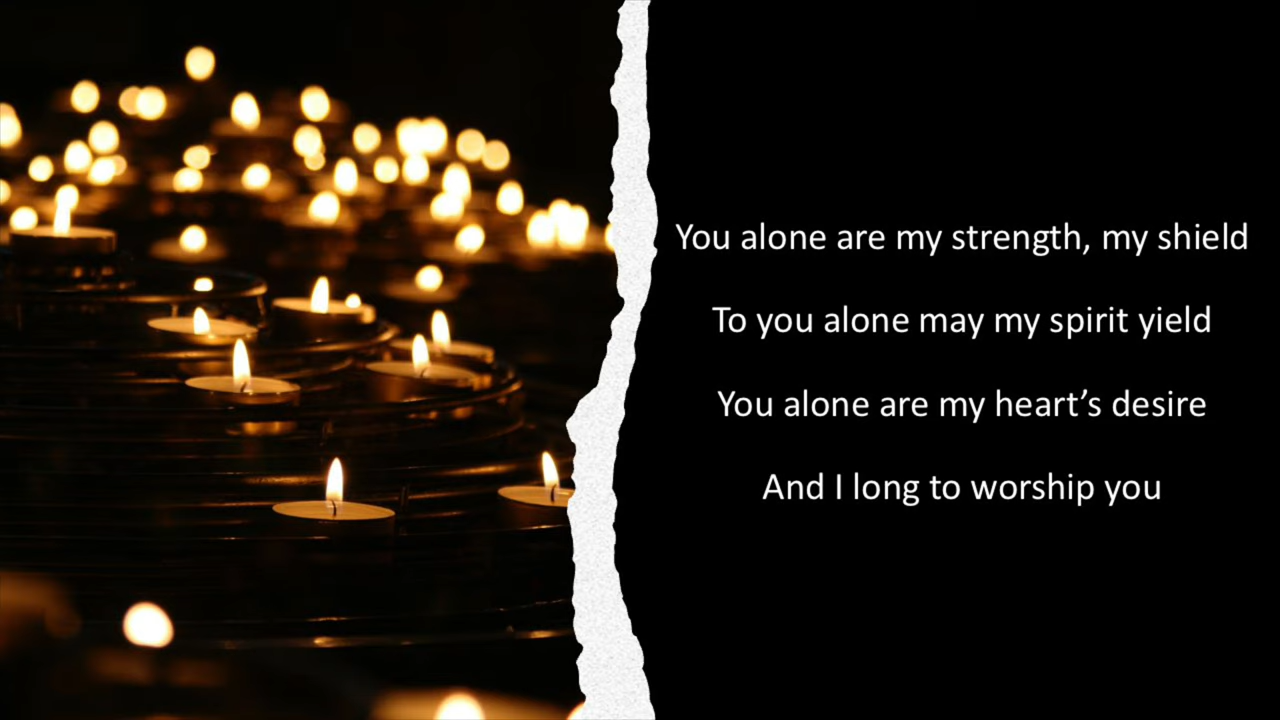 You alone are my strength, my shield
To you alone may my spirit yield
You alone are my heart’s desire
And I long to worship you